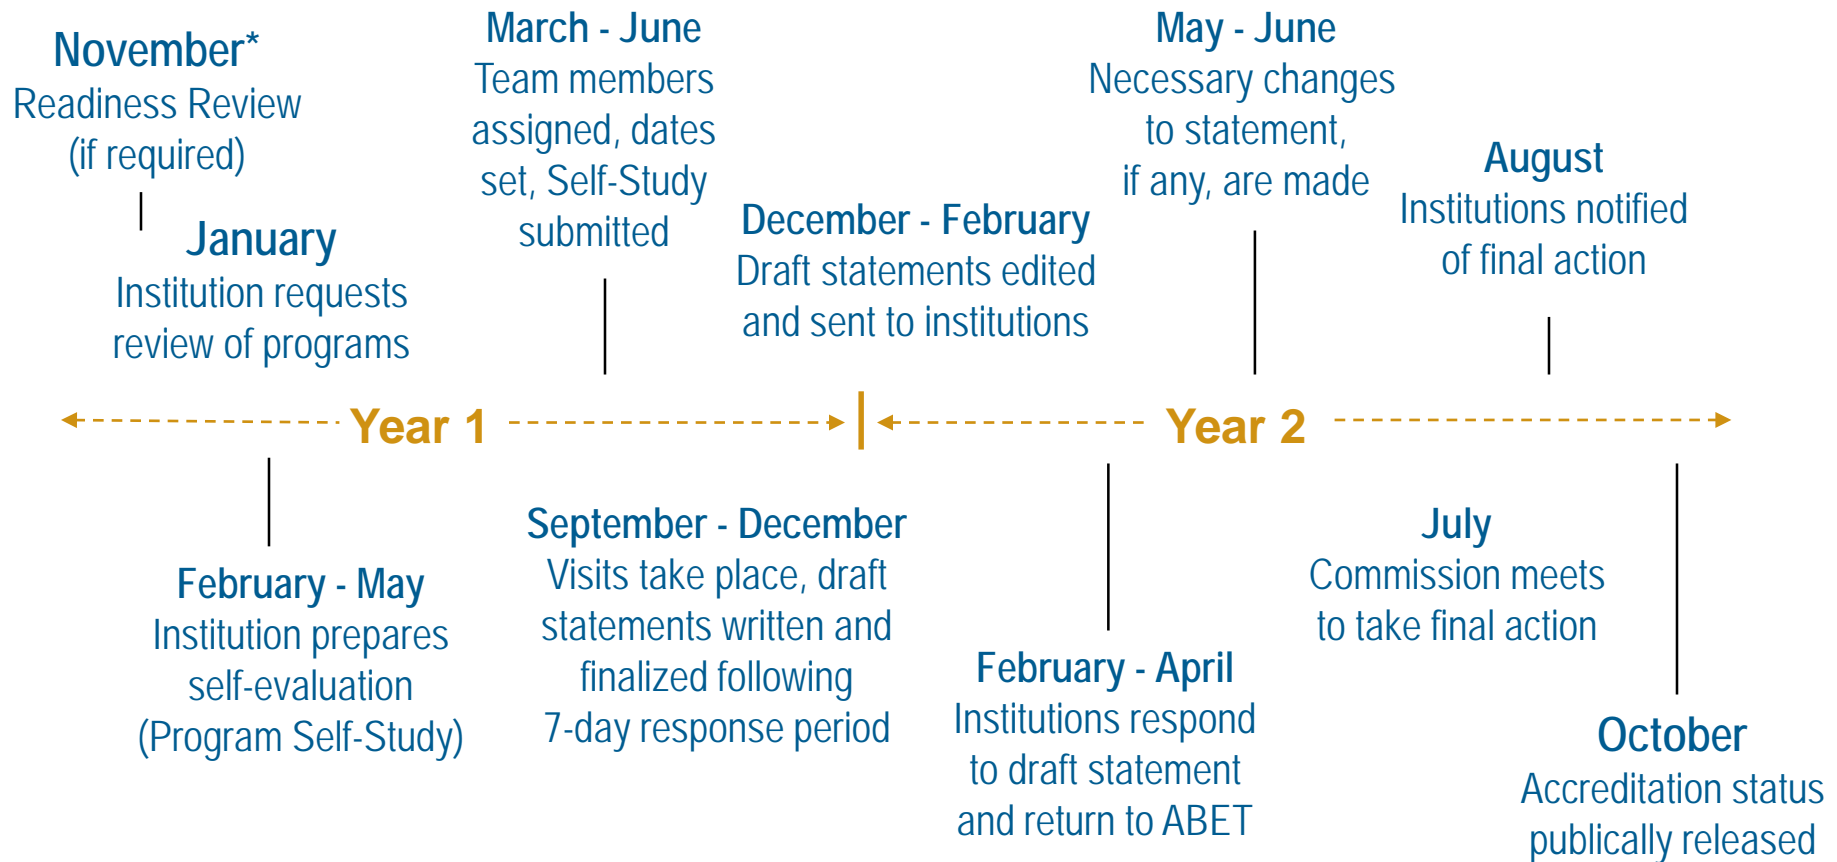 November*
Readiness Review
(if required)
January
Institution requests
review of programs
March - June
Team members
assigned, dates
set, Self-Study
submitted
December - February
Draft statements edited
and sent to institutions
May - June
Necessary changes
to statement,
if any, are made
August
Institutions notified
of final action
Year 1
Year 2
February - May
Institution prepares
self-evaluation
(Program Self-Study)
September - December
Visits take place, draft
statements written and
finalized following
7-day response period
February - April
Institutions respond
to draft statement
and return to ABET
July
Commission meets
to take final action
October
Accreditation status
publically released